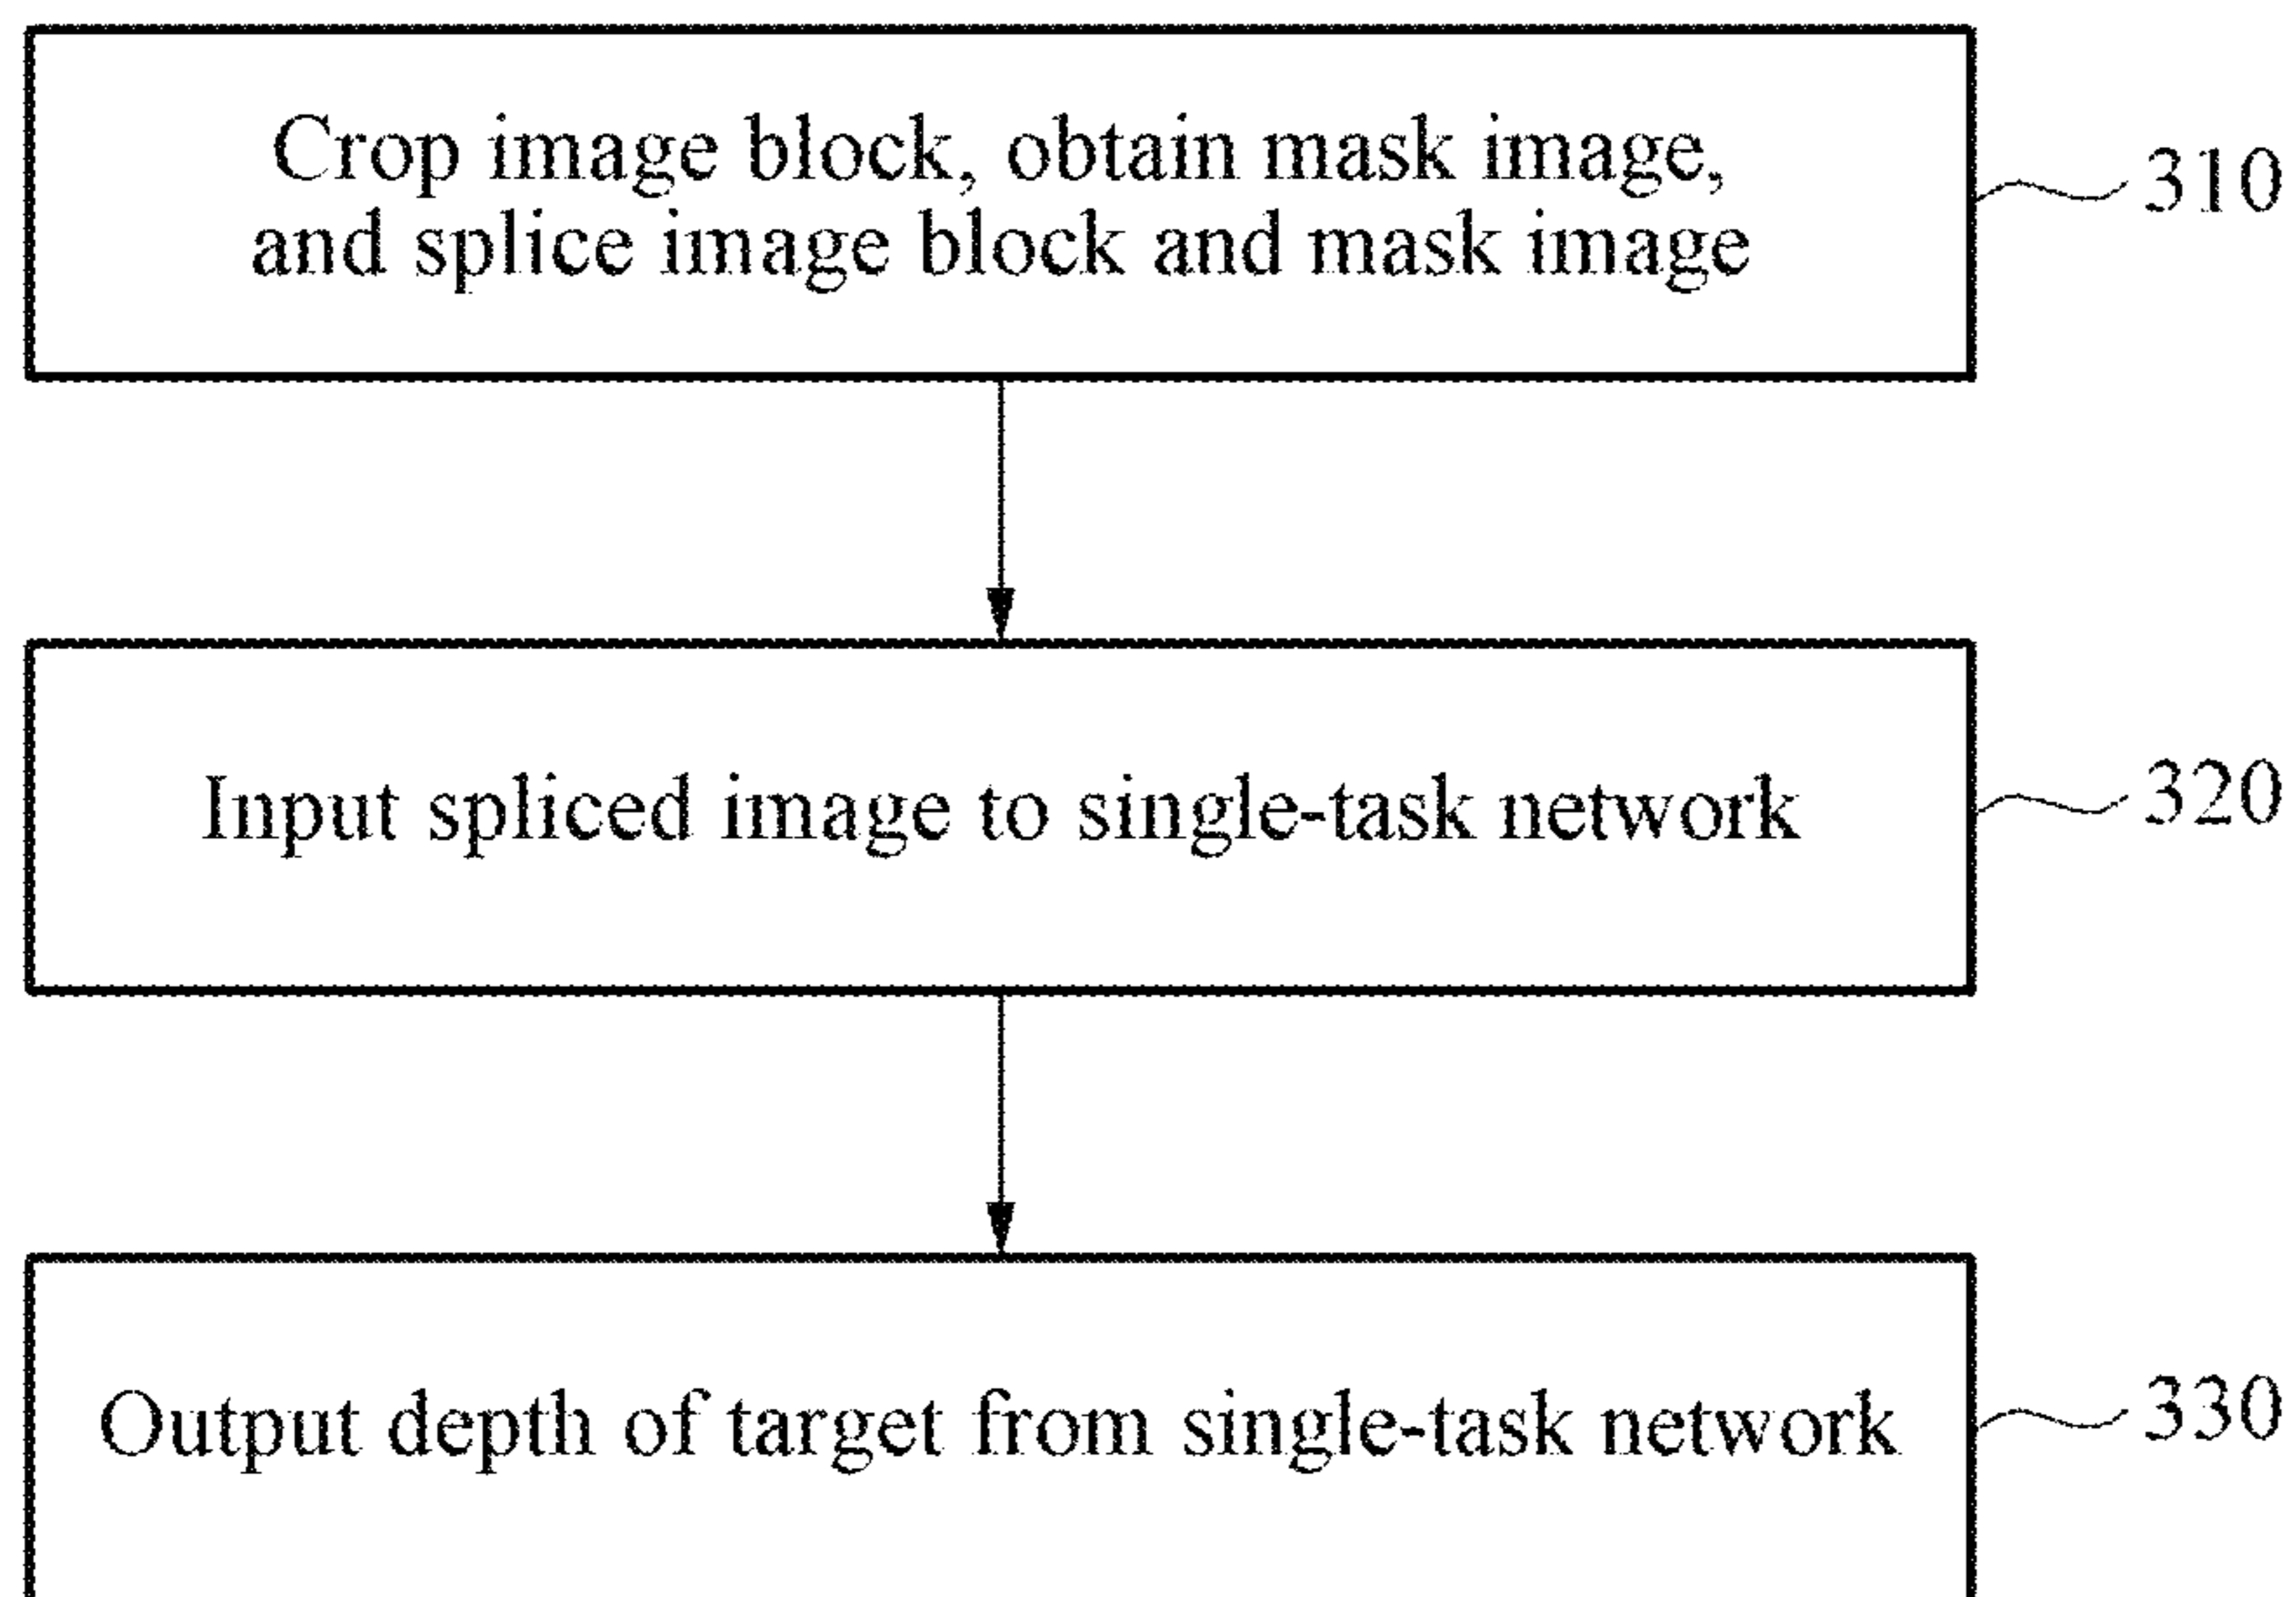 Crop image block, obtain mask image,
and splice image block and mask image
310
Input spliced image to single-task network
320
Output depth of target from single-task network
330